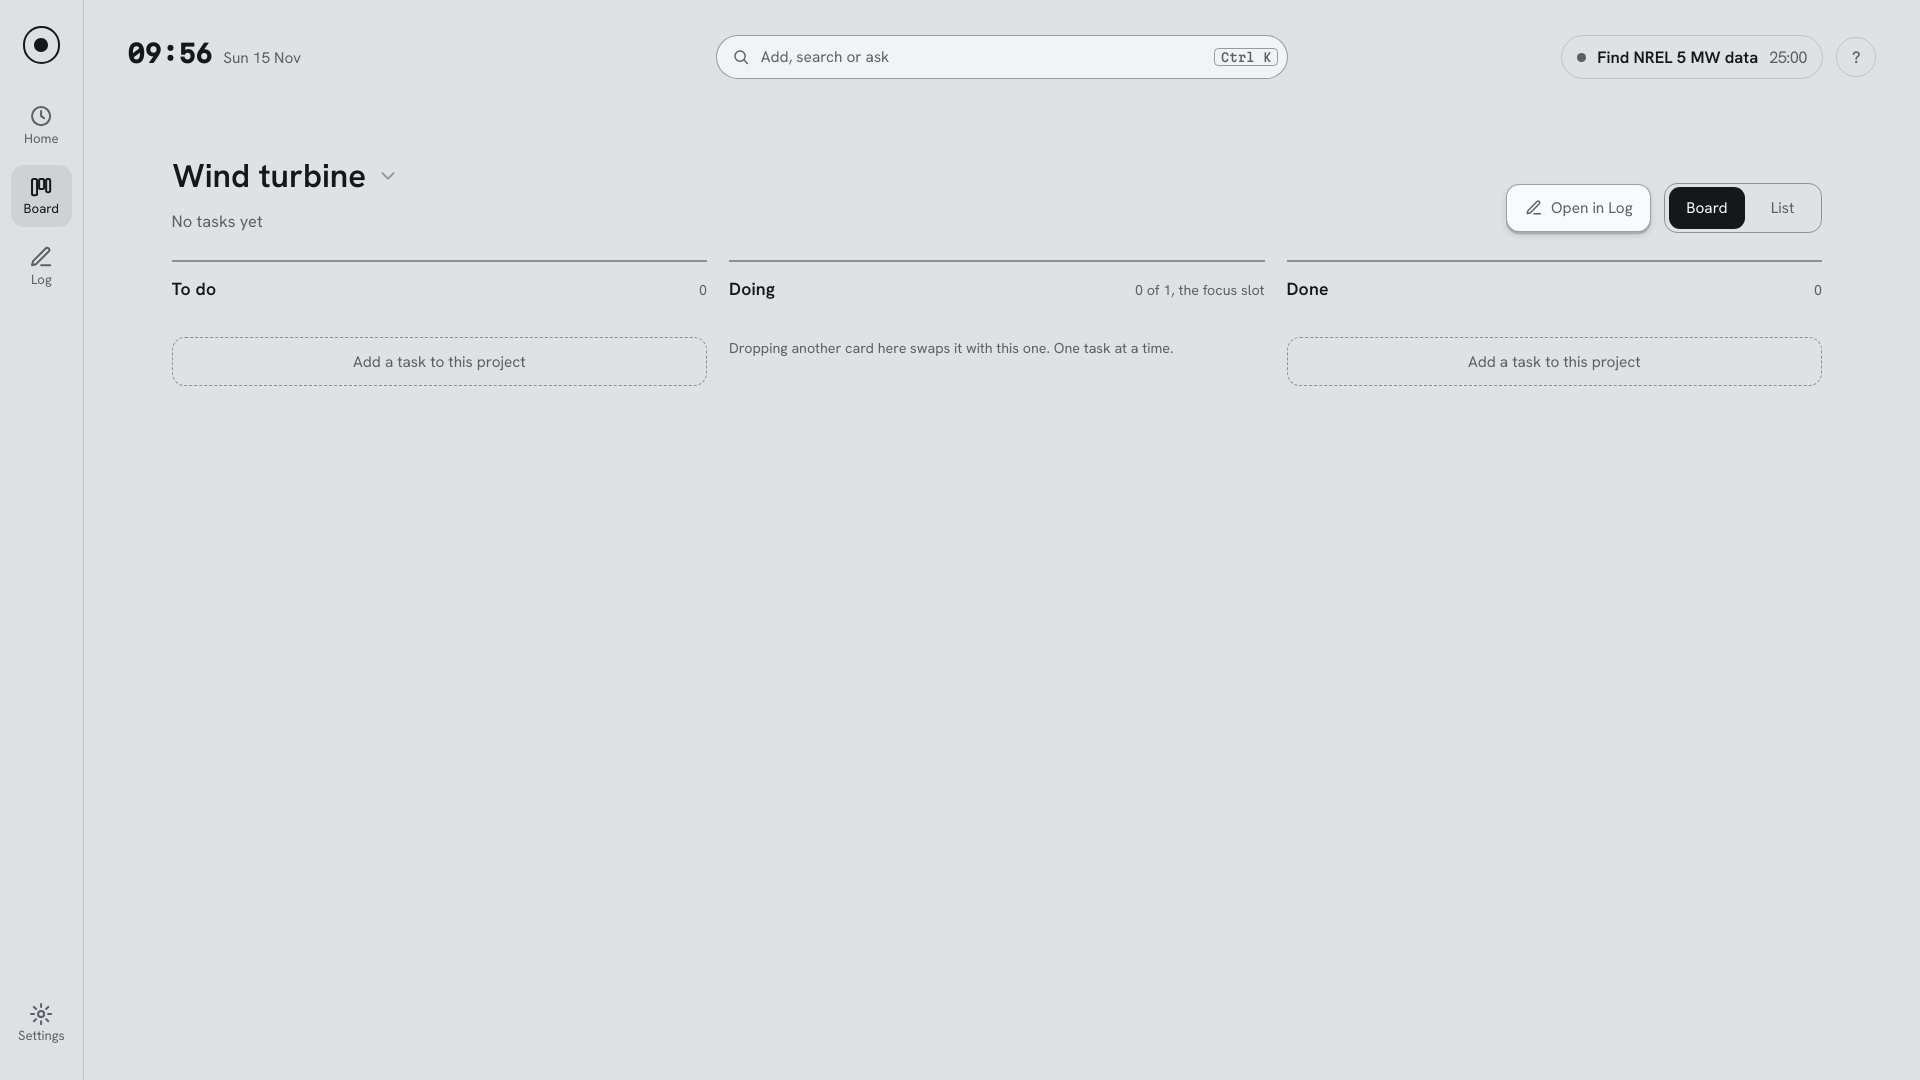 09:56 Sun 15 Nov
Add, search or ask
Ctrl K
Find NREL 5 MW data 25:00
?
Home
Board
Log
Settings
Wind turbine
No tasks yet
Open in Log
Board
List
To do
0
Add a task to this project
Doing
0 of 1, the focus slot
Dropping another card here swaps it with this one. One task at a time.
Done
0
Add a task to this project